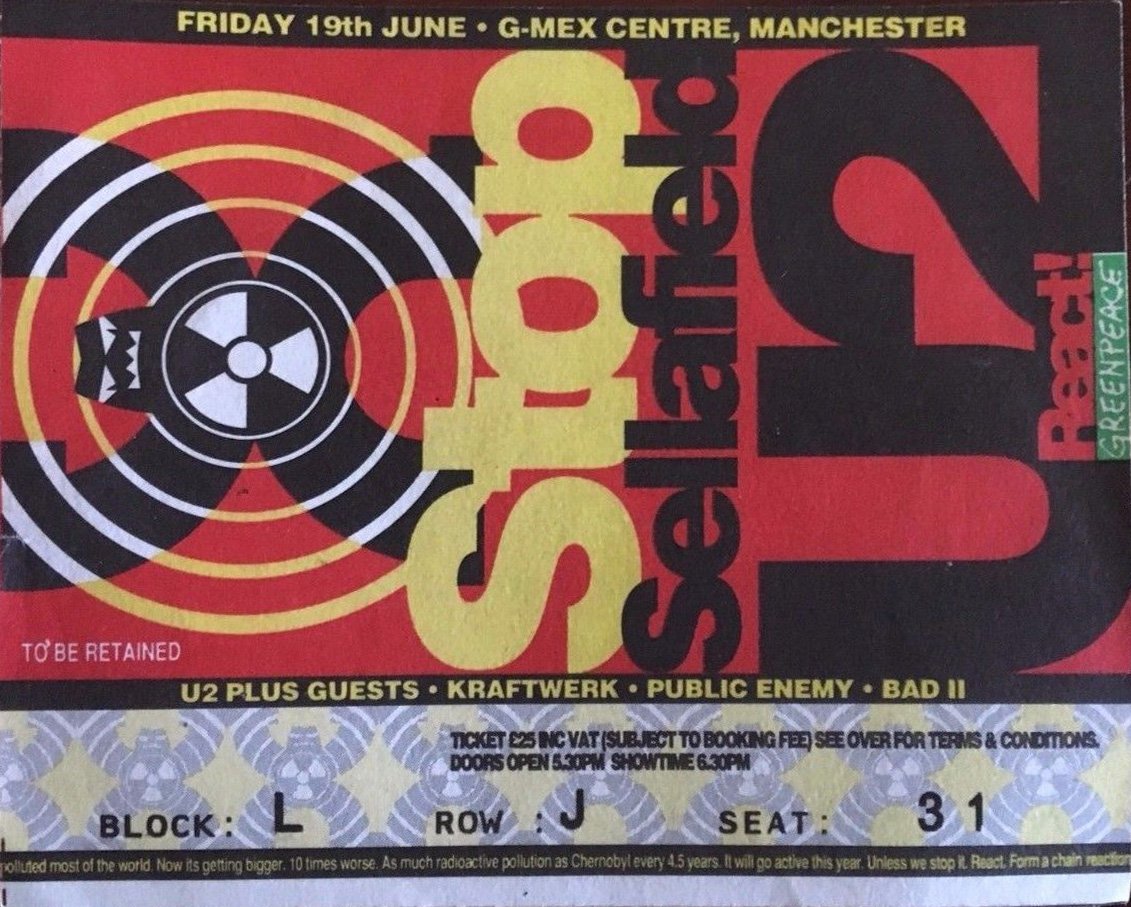 FRIDAY 19th JUNE • G-MEX CENTRE, MANCHESTER
Stop
Sellafield
U2
React!
GREENPEACE
TO BE RETAINED
U2 PLUS GUESTS • KRAFTWERK • PUBLIC ENEMY • BAD II
TICKET £25 INC VAT (SUBJECT TO BOOKING FEE) SEE OVER FOR TERMS & CONDITIONS.
DOORS OPEN 5.30PM SHOWTIME 6.30PM
BLOCK: L ROW : J SEAT: 31
polluted most of the world. Now its getting bigger. 10 times worse. As much radioactive pollution as Chernobyl every 4.5 years. It will go active this year. Unless we stop it. React. Form a chain reaction